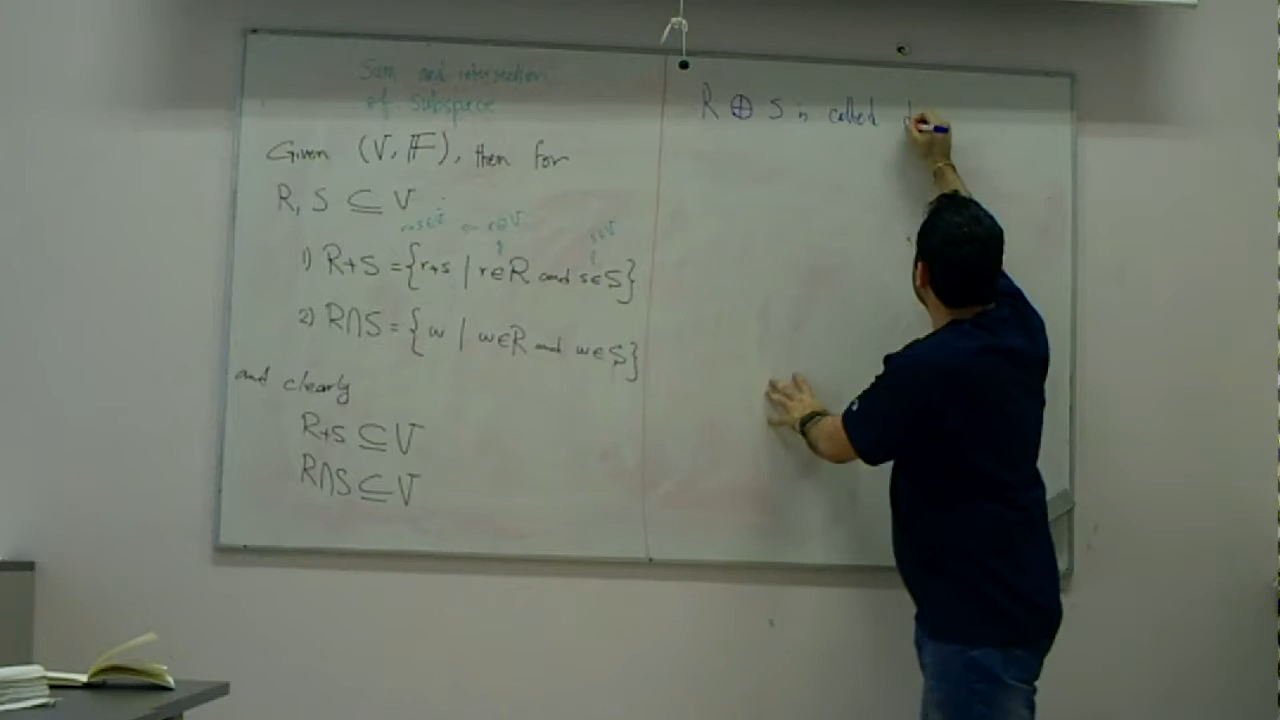 Sum and intersection
of subspace
Given (V, F), then for
R, S ⊆ V
r+s∈V r∈V s∈V
1) R+S = {r+s | r∈R and s∈S}
2) R∩S = {w | w∈R and w∈S}
and clearly
R+S ⊆ V
R∩S ⊆ V
R ⊕ S is called d